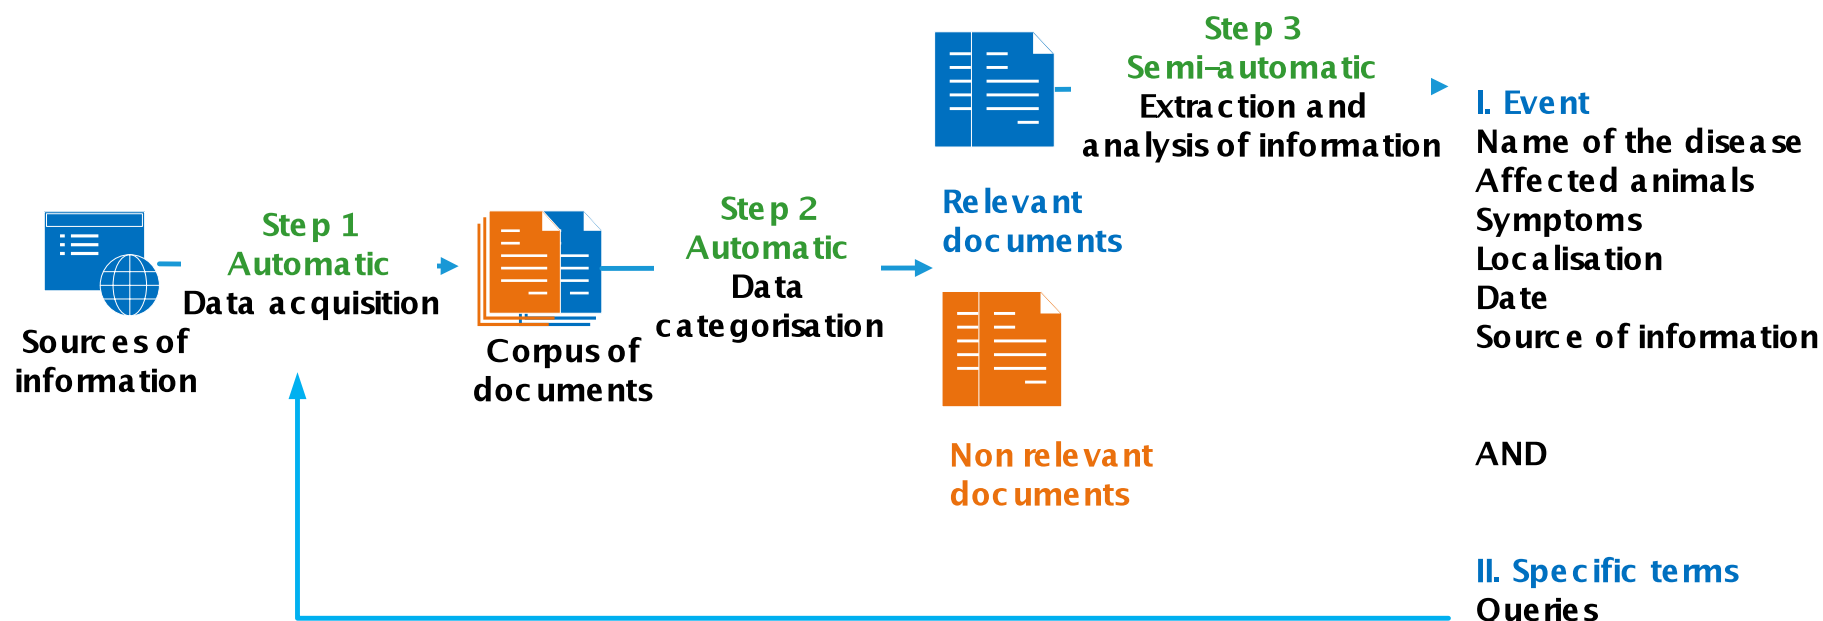 Sources of
information
Step 1
Automatic
Data acquisition
Corpus of
documents
Step 2
Automatic
Data
categorisation
Relevant
documents
Non relevant
documents
Step 3
Semi-automatic
Extraction and
analysis of information
I. Event
Name of the disease
Affected animals
Symptoms
Localisation
Date
Source of information
AND
II. Specific terms
Queries